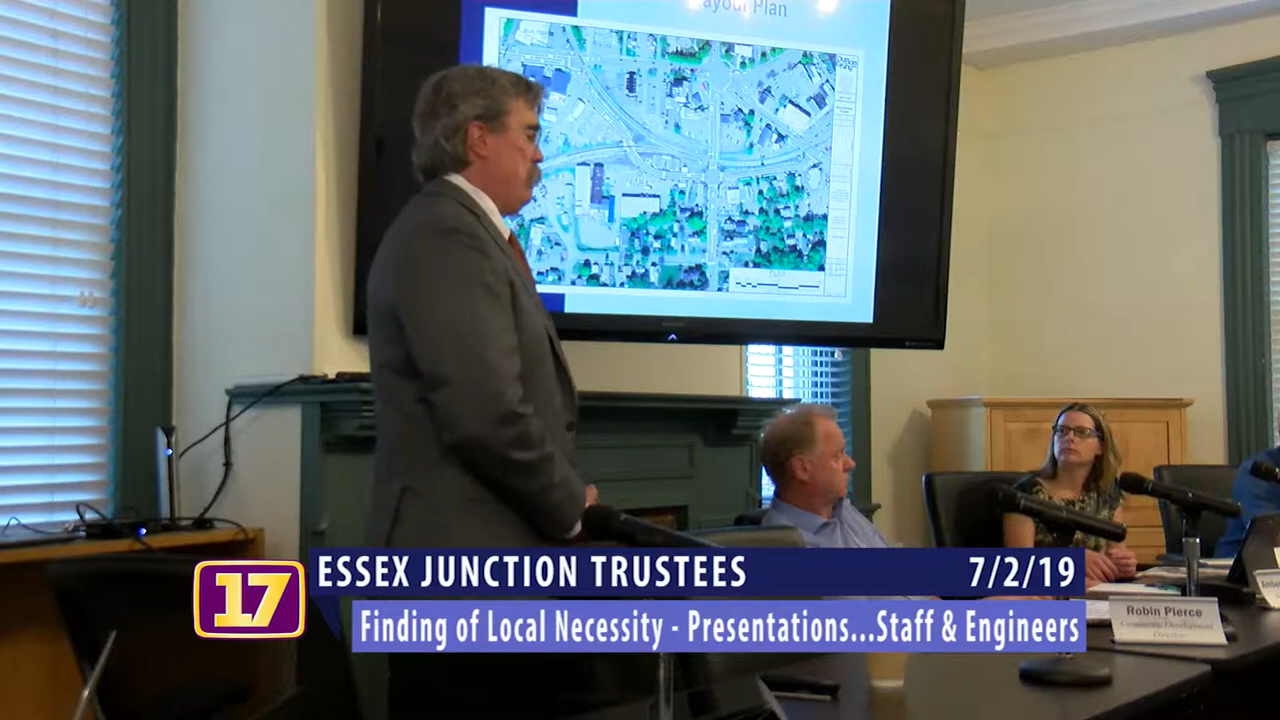 Layout Plan
17
ESSEX JUNCTION TRUSTEES 7/2/19
Finding of Local Necessity - Presentations...Staff & Engineers
Robin Pierce
Community Development
Director